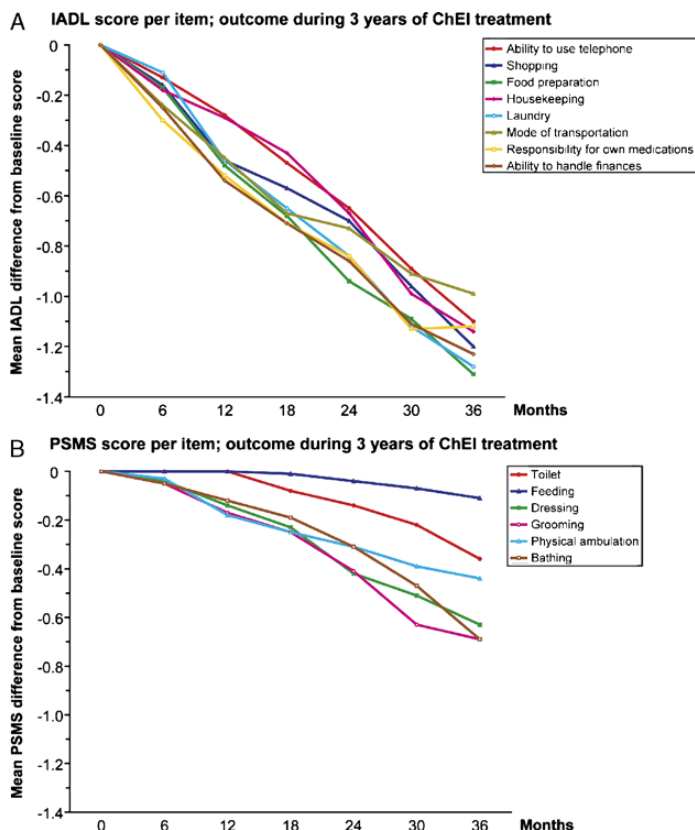 A
IADL score per item; outcome during 3 years of ChEI treatment
Ability to use telephone
Shopping
Food preparation
Housekeeping
Laundry
Mode of transportation
Responsibility for own medications
Ability to handle finances
Mean IADL difference from baseline score
0
-0.2
-0.4
-0.6
-0.8
-1.0
-1.2
-1.4
0 6 12 18 24 30 36 Months
B
PSMS score per item; outcome during 3 years of ChEI treatment
Toilet
Feeding
Dressing
Grooming
Physical ambulation
Bathing
Mean PSMS difference from baseline score
0
-0.2
-0.4
-0.6
-0.8
-1.0
-1.2
-1.4
0 6 12 18 24 30 36 Months